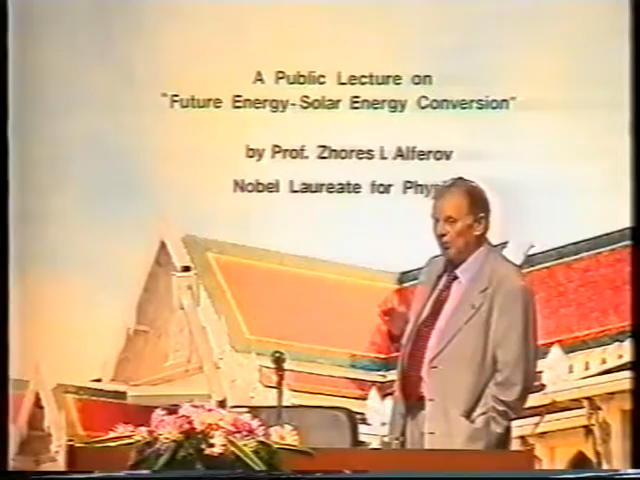 A Public Lecture on
"Future Energy-Solar Energy Conversion"
by Prof. Zhores I. Alferov
Nobel Laureate for